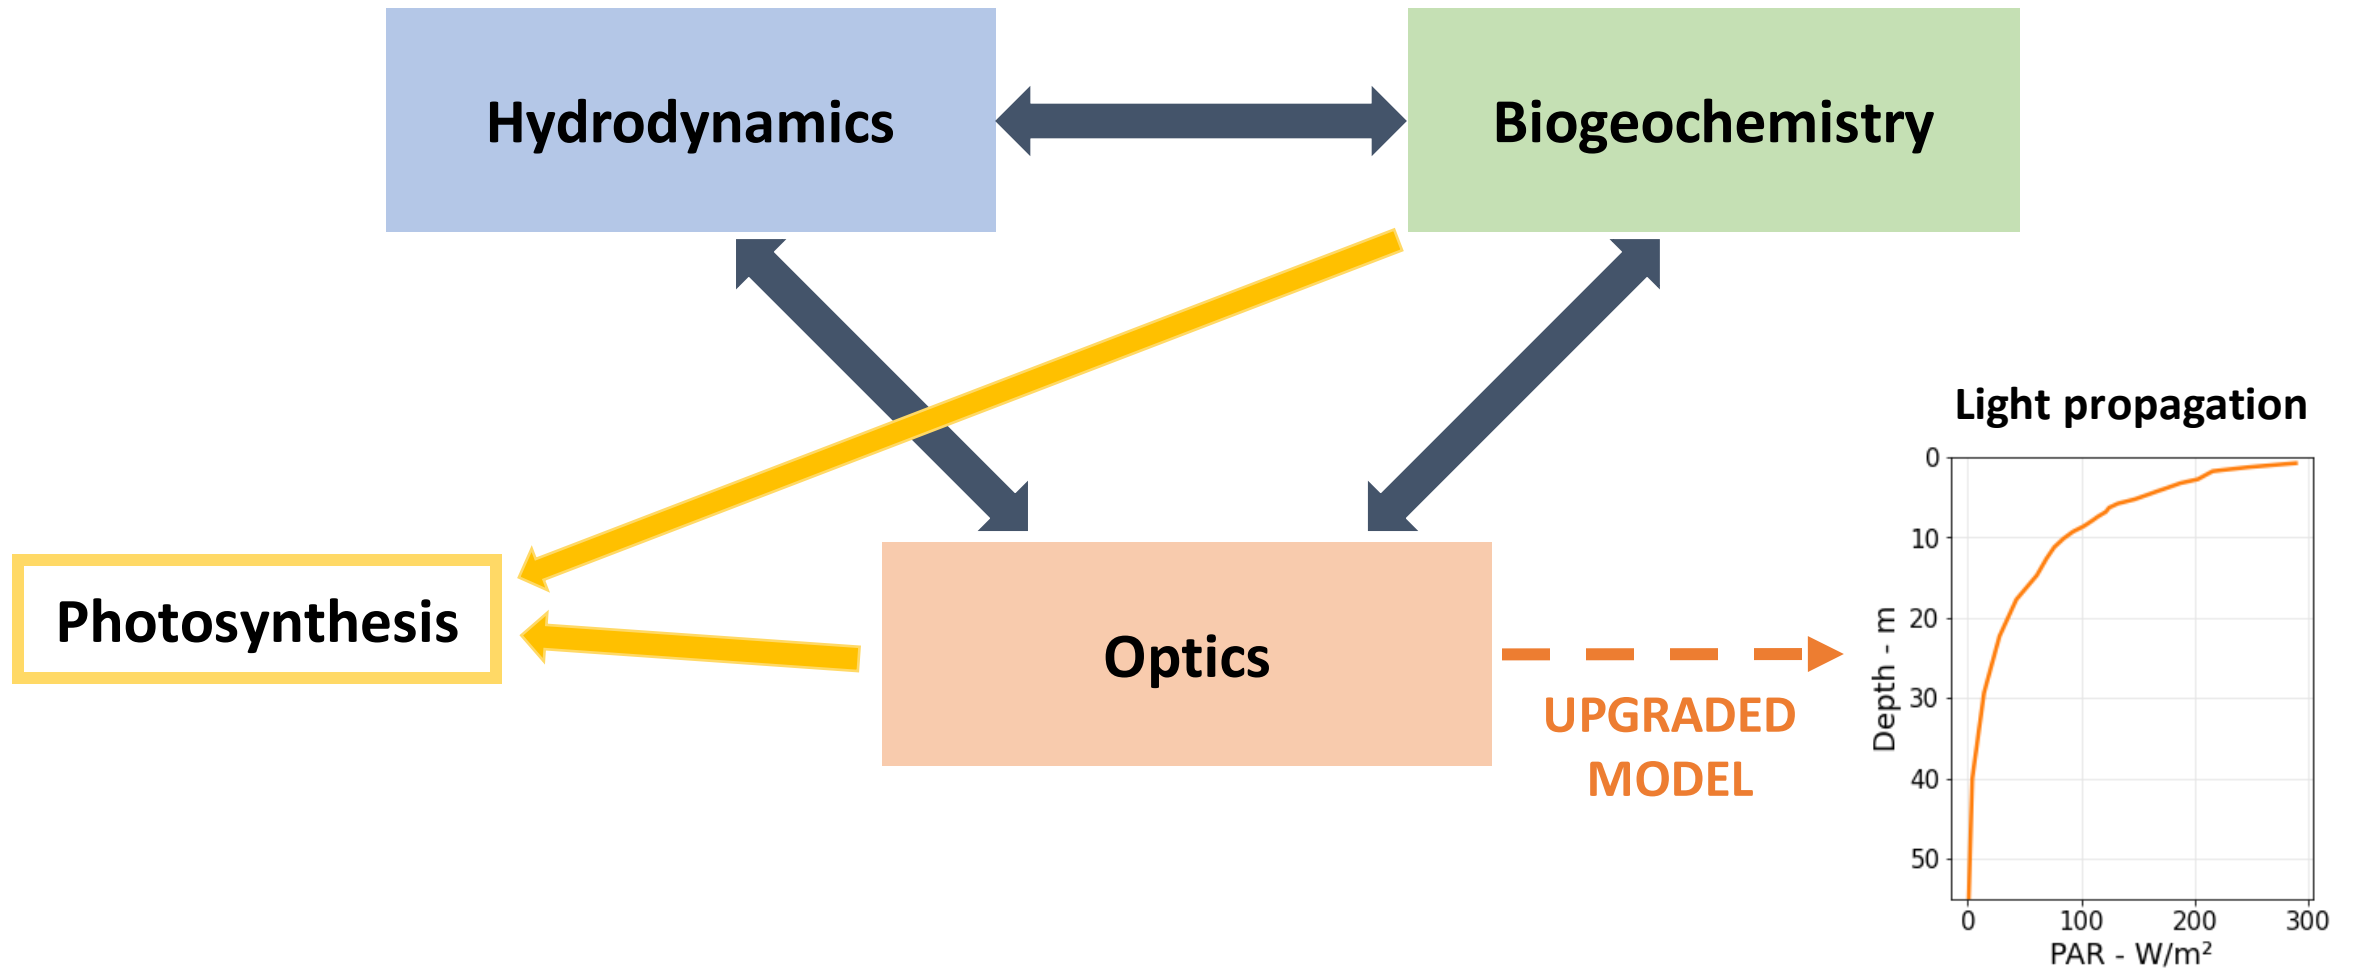 Hydrodynamics
Biogeochemistry
Photosynthesis
Optics
UPGRADED
MODEL
Light propagation
0
10
20
30
40
50
Depth - m
0 100 200 300
PAR - W/m²